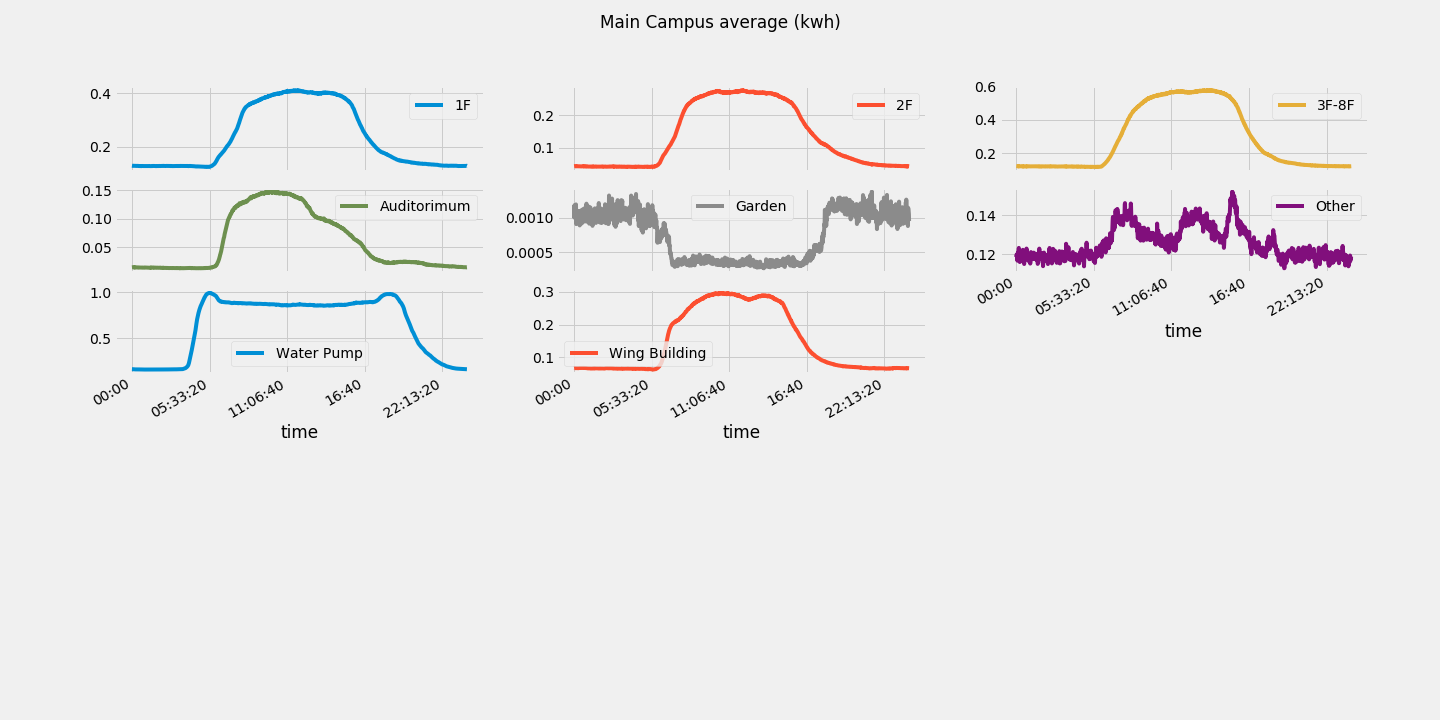 Main Campus average (kwh)
0.4
0.2
1F
0.2
0.1
2F
0.6
0.4
0.2
3F-8F
0.15
0.10
0.05
Auditorimum
0.0010
0.0005
Garden
0.14
0.12
Other
00:00
05:33:20
11:06:40
16:40
22:13:20
time
1.0
0.5
Water Pump
00:00
05:33:20
11:06:40
16:40
22:13:20
time
0.3
0.2
0.1
Wing Building
00:00
05:33:20
11:06:40
16:40
22:13:20
time